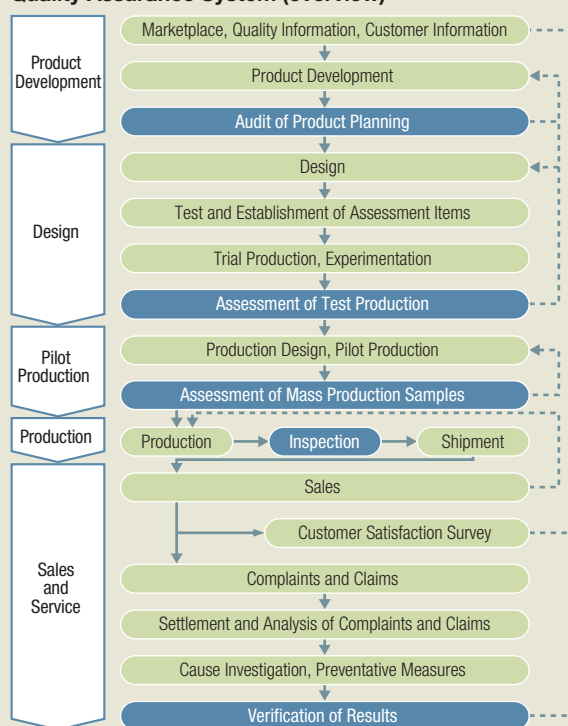 Quality Assurance System (overview)
Product
Development
Marketplace, Quality Information, Customer Information
Product Development
Audit of Product Planning
Design
Design
Test and Establishment of Assessment Items
Trial Production, Experimentation
Assessment of Test Production
Pilot
Production
Production Design, Pilot Production
Assessment of Mass Production Samples
Production
Production
Inspection
Shipment
Sales
and
Service
Sales
Customer Satisfaction Survey
Complaints and Claims
Settlement and Analysis of Complaints and Claims
Cause Investigation, Preventative Measures
Verification of Results